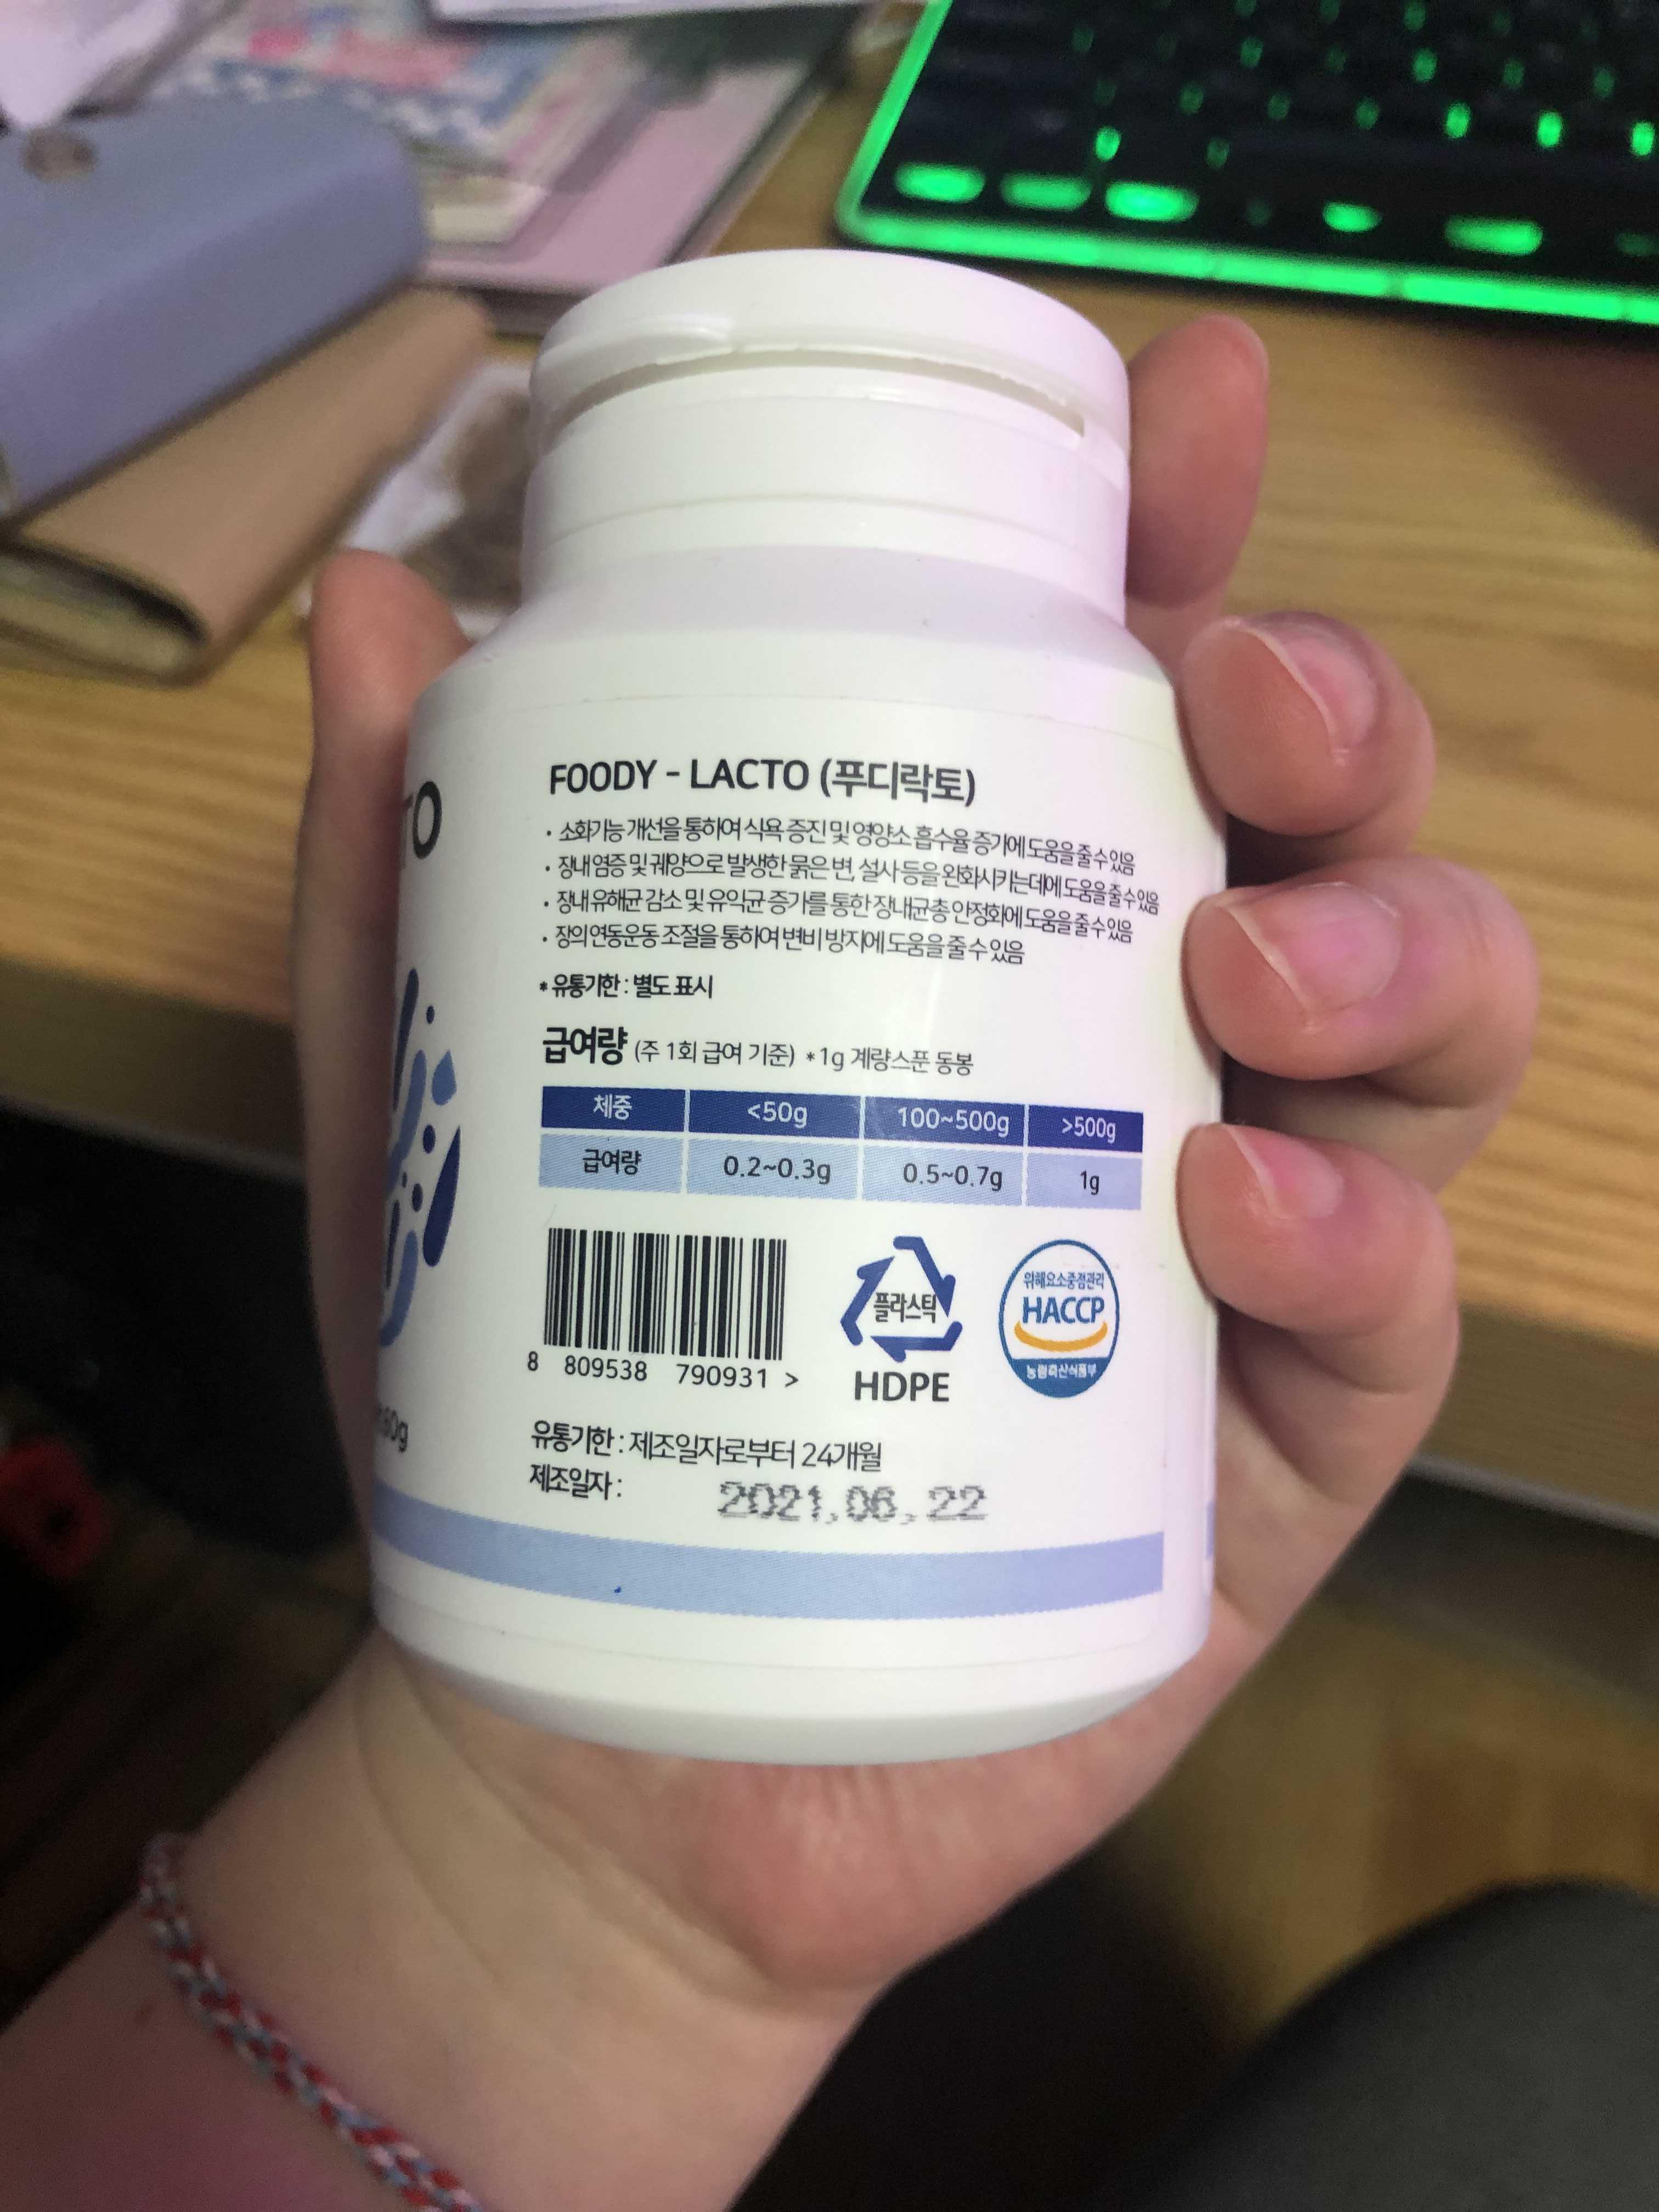 TO
FOODY - LACTO (푸디락토)
· 소화기능 개선을 통하여 식욕 증진 및 영양소 흡수율 증가에 도움을 줄 수 있음
· 장내 염증 및 궤양으로 발생한 묽은 변, 설사 등을 완화시키는데에 도움을 줄 수 있음
· 장내 유해균 감소 및 유익균 증가를 통한 장내균총 안정화에 도움을 줄 수 있음
· 장의 연동운동 조절을 통하여 변비 방지에 도움을 줄 수 있음
* 유통기한 : 별도 표시
급여량 (주 1회 급여 기준) *1g 계량스푼 동봉
체중 <50g 100~500g >500g
급여량 0.2~0.3g 0.5~0.7g 1g
8 809538 790931 >
플라스틱
HDPE
위해요소중점관리
HACCP
농림축산식품부
60g
유통기한 : 제조일자로부터 24개월
제조일자 : 2021.06.22